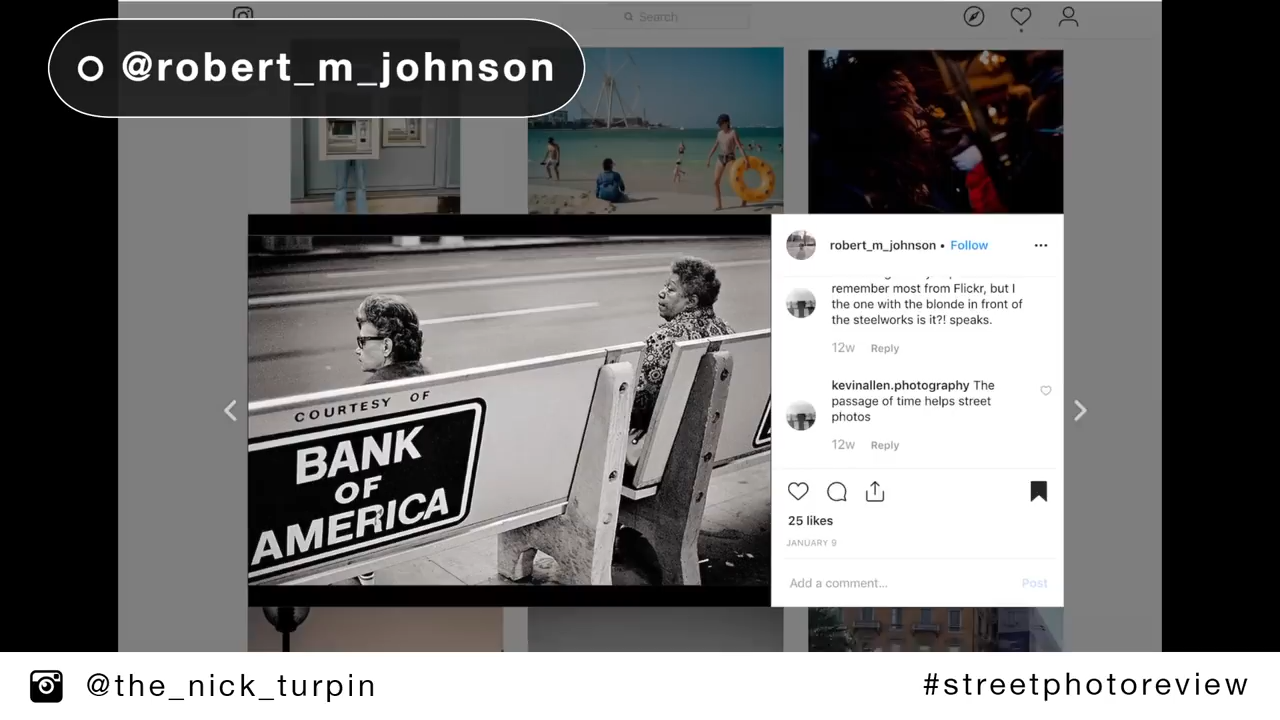 Search
@robert_m_johnson
robert_m_johnson • Follow
remember most from Flickr, but I
the one with the blonde in front of
the steelworks is it?! speaks.
12w Reply
kevinallen.photography The
passage of time helps street
photos
12w Reply
25 likes
JANUARY 9
Add a comment...
Post
COURTESY OF
BANK
OF
AMERICA
@the_nick_turpin
#streetphotoreview